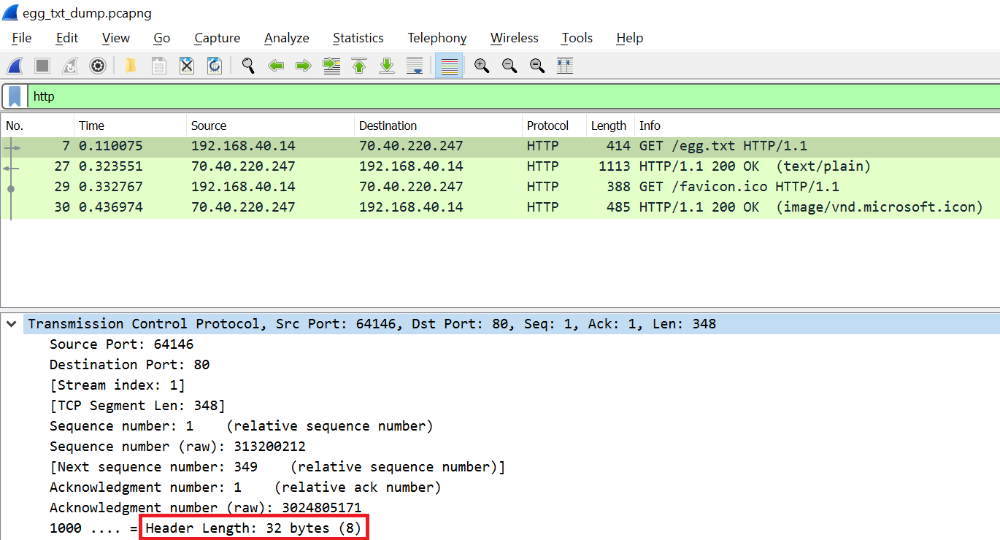 egg_txt_dump.pcapng
File Edit View Go Capture Analyze Statistics Telephony Wireless Tools Help
http
No. Time Source Destination Protocol Length Info
7 0.110075 192.168.40.14 70.40.220.247 HTTP 414 GET /egg.txt HTTP/1.1
27 0.323551 70.40.220.247 192.168.40.14 HTTP 1113 HTTP/1.1 200 OK (text/plain)
29 0.332767 192.168.40.14 70.40.220.247 HTTP 388 GET /favicon.ico HTTP/1.1
30 0.436974 70.40.220.247 192.168.40.14 HTTP 485 HTTP/1.1 200 OK (image/vnd.microsoft.icon)
Transmission Control Protocol, Src Port: 64146, Dst Port: 80, Seq: 1, Ack: 1, Len: 348
Source Port: 64146
Destination Port: 80
[Stream index: 1]
[TCP Segment Len: 348]
Sequence number: 1 (relative sequence number)
Sequence number (raw): 313200212
[Next sequence number: 349 (relative sequence number)]
Acknowledgment number: 1 (relative ack number)
Acknowledgment number (raw): 3024805171
1000 .... = Header Length: 32 bytes (8)